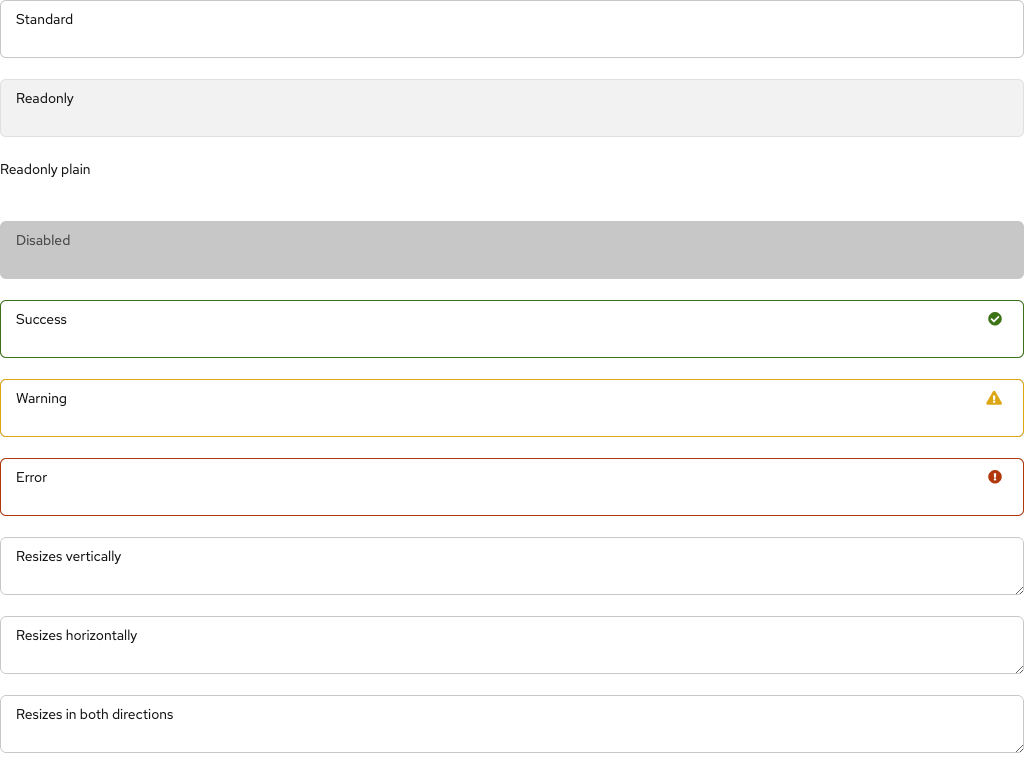 Standard
Readonly
Readonly plain
Disabled
Success
Warning
Error
Resizes vertically
Resizes horizontally
Resizes in both directions